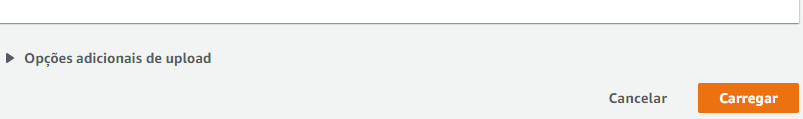 Opções adicionais de upload
Cancelar Carregar